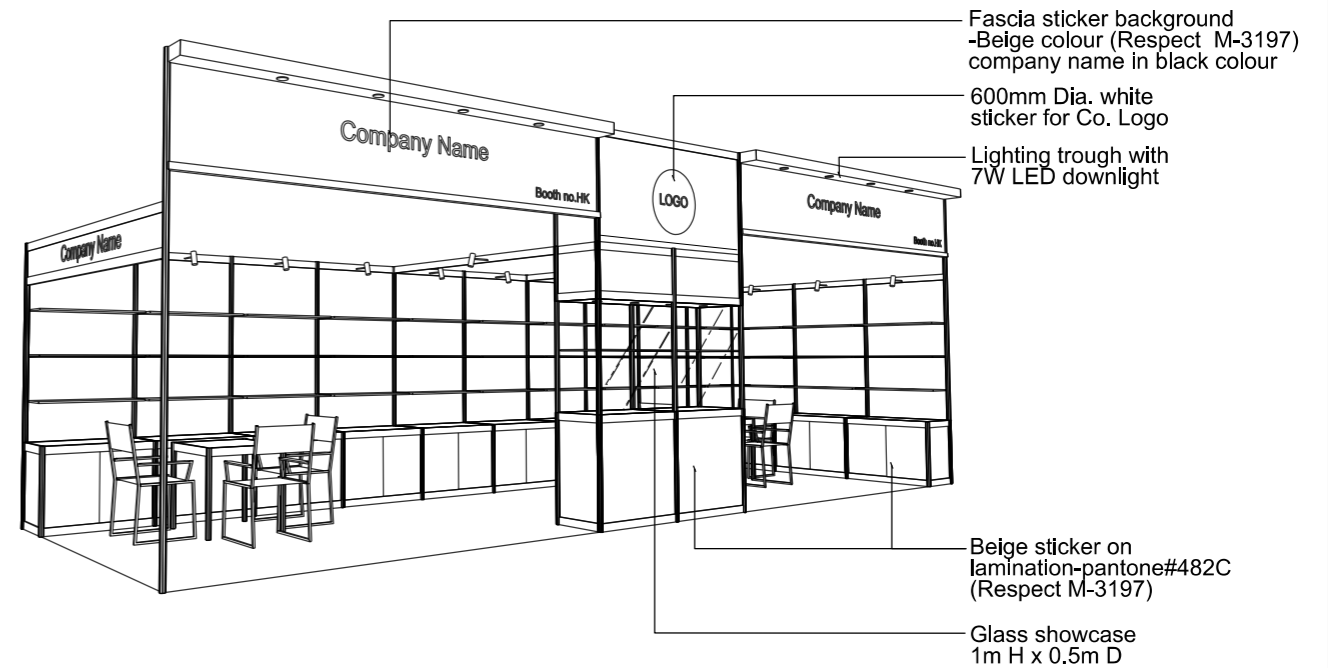 Fascia sticker background
-Beige colour (Respect M-3197)
company name in black colour
600mm Dia. white
sticker for Co. Logo
Lighting trough with
7W LED downlight
Company Name
Booth no.HK
LOGO
Company Name
Booth no.HK
Company Name
Beige sticker on
lamination-pantone#482C
(Respect M-3197)
Glass showcase
1m H x 0.5m D